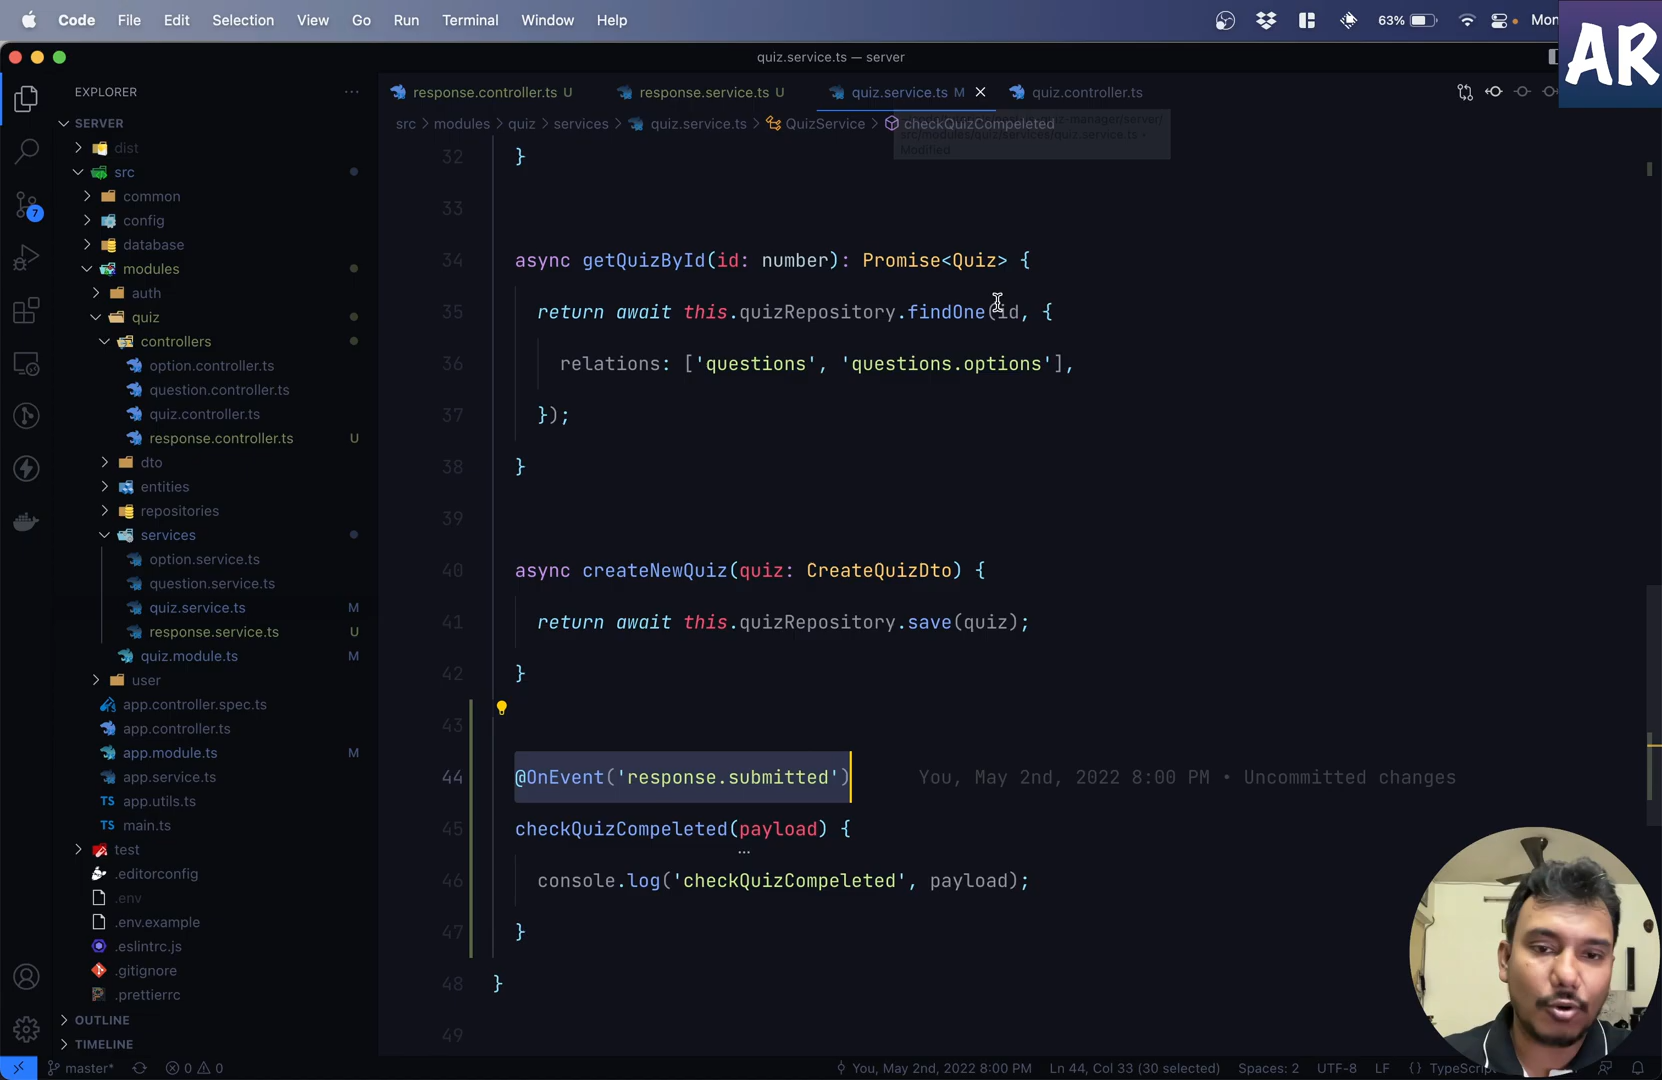 Code File Edit Selection View Go Run Terminal Window Help 63% Mon
AR
quiz.service.ts — server
EXPLORER
response.controller.ts U response.service.ts U quiz.service.ts M quiz.controller.ts
src > modules > quiz > services > quiz.service.ts > QuizService > checkQuizCompeleted
src/modules/quiz/services/quiz.service.ts •
Modified
SERVER
dist
src
common
config
database
modules
auth
quiz
controllers
option.controller.ts
question.controller.ts
quiz.controller.ts
response.controller.ts U
dto
entities
repositories
services
option.service.ts
question.service.ts
quiz.service.ts M
response.service.ts U
quiz.module.ts M
user
app.controller.spec.ts
app.controller.ts
app.module.ts M
app.service.ts
TS app.utils.ts
TS main.ts
test
.editorconfig
.env
.env.example
.eslintrc.js
.gitignore
.prettierrc
OUTLINE
TIMELINE
7
32 }
33
34 async getQuizById(id: number): Promise<Quiz> {
35 return await this.quizRepository.findOne(id, {
36 relations: ['questions', 'questions.options'],
37 });
38 }
39
40 async createNewQuiz(quiz: CreateQuizDto) {
41 return await this.quizRepository.save(quiz);
42 }
43
44 @OnEvent('response.submitted') You, May 2nd, 2022 8:00 PM • Uncommitted changes
45 checkQuizCompeleted(payload) {
46 console.log('checkQuizCompeleted', payload);
47 }
48 }
49
master* 0 0 You, May 2nd, 2022 8:00 PM Ln 44, Col 33 (30 selected) Spaces: 2 UTF-8 LF {}